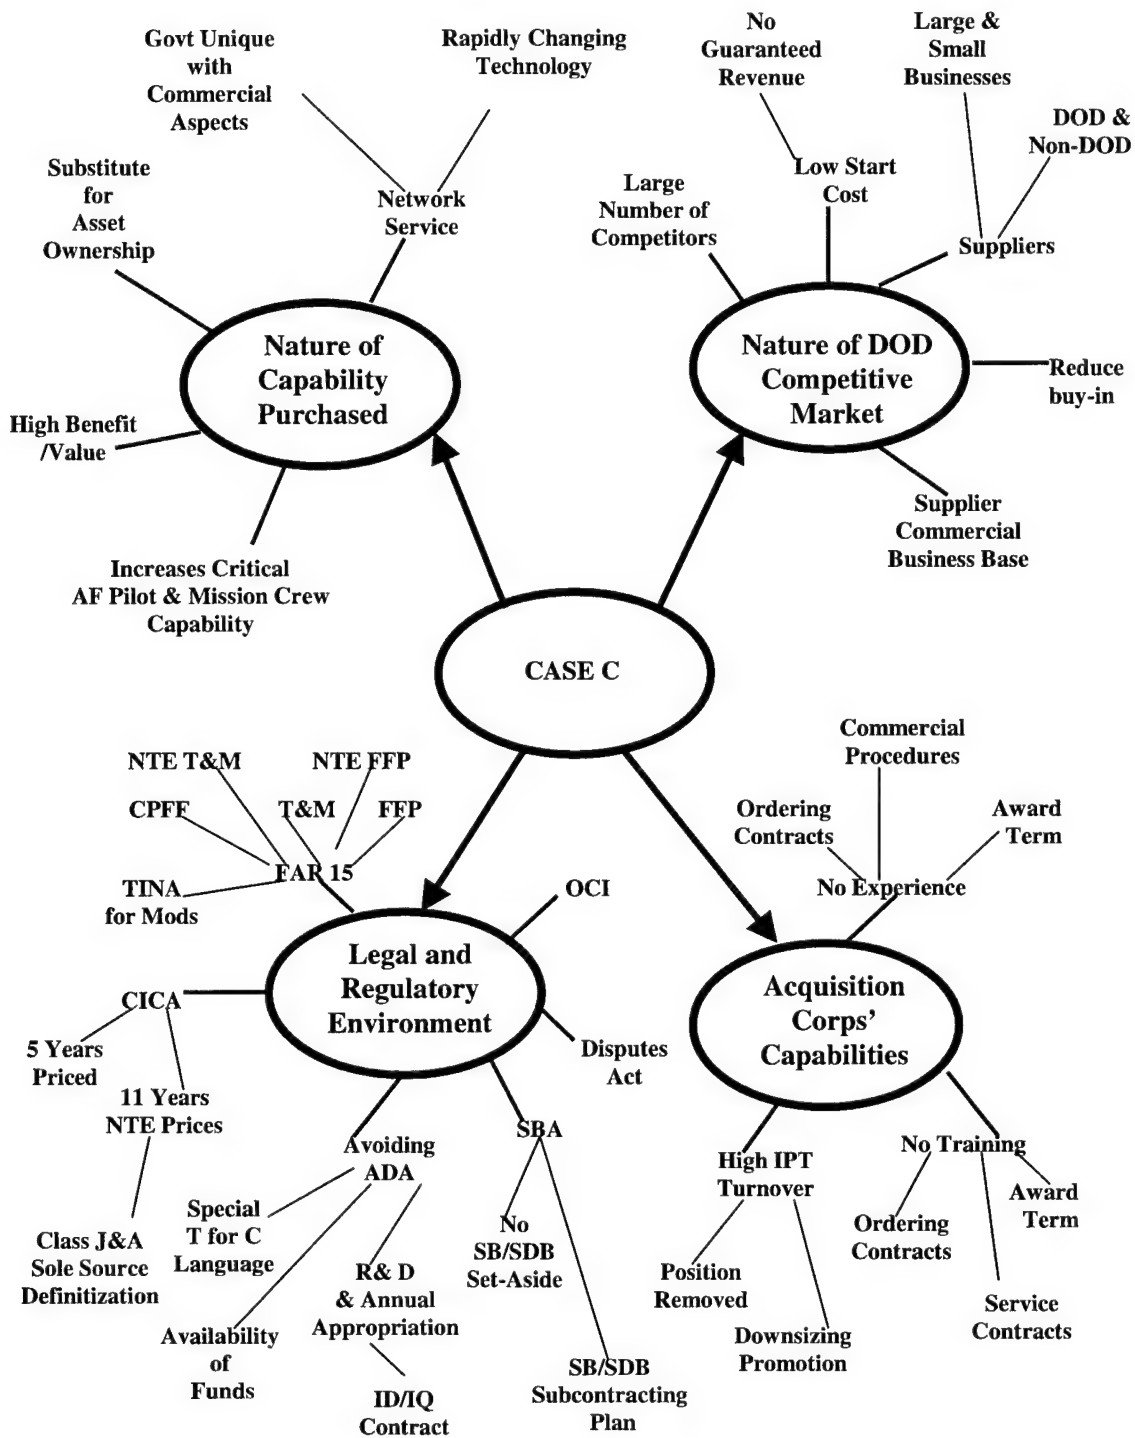 Govt Unique
with
Commercial
Aspects
Rapidly Changing
Technology
No
Guaranteed
Revenue
Large &
Small
Businesses
DOD &
Non-DOD
Substitute
for
Asset
Ownership
Network
Service
Large
Number of
Competitors
Low Start
Cost
Suppliers
Nature of
Capability
Purchased
Nature of DOD
Competitive
Market
Reduce
buy-in
High Benefit
/Value
Supplier
Commercial
Business Base
Increases Critical
AF Pilot & Mission Crew
Capability
CASE C
NTE T&M
NTE FFP
CPFF
T&M
FFP
FAR 15
TINA
for Mods
Commercial
Procedures
Ordering
Contracts
Award
Term
No Experience
OCI
Legal and
Regulatory
Environment
Acquisition
Corps'
Capabilities
CICA
5 Years
Priced
11 Years
NTE Prices
Class J&A
Sole Source
Definitization
Disputes
Act
Avoiding
ADA
Special
T for C
Language
Availability
of
Funds
R& D
& Annual
Appropriation
ID/IQ
Contract
SBA
No
SB/SDB
Set-Aside
SB/SDB
Subcontracting
Plan
High IPT
Turnover
Position
Removed
Downsizing
Promotion
No Training
Ordering
Contracts
Award
Term
Service
Contracts